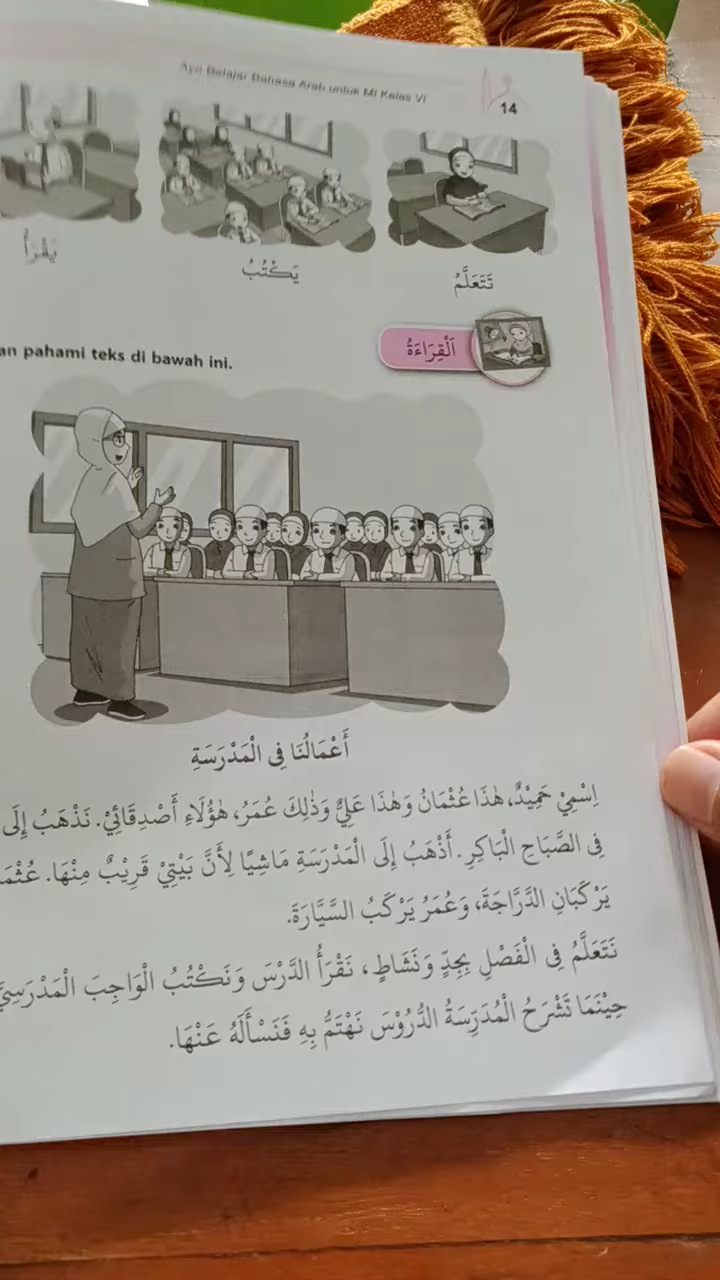 Ayo Belajar Bahasa Arab untuk MI Kelas VI
14
تَتَعَلَّمُ
يَكْتُبُ
يَقْرَأُ
اَلْقِرَاءَةُ
pahami teks di bawah ini.
أَعْمَالُنَا فِي الْمَدْرَسَةِ
اِسْمِيْ حَمِيْدٌ، هٰذَا عُثْمَانُ وَهٰذَا عَلِيٌّ وَذٰلِكَ عُمَرُ، هٰؤُلَاءِ أَصْدِقَائِيْ. نَذْهَبُ إِلَى
فِي الصَّبَاحِ الْبَاكِرِ. أَذْهَبُ إِلَى الْمَدْرَسَةِ مَاشِيًا لِأَنَّ بَيْتِيْ قَرِيْبٌ مِنْهَا.
يَرْكَبَانِ الدَّرَّاجَةَ، وَعُمَرُ يَرْكَبُ السَّيَّارَةَ.
نَتَعَلَّمُ فِي الْفَصْلِ بِجِدٍّ وَنَشَاطٍ، نَقْرَأُ الدَّرْسَ وَنَكْتُبُ الْوَاجِبَ
حِيْنَمَا تَشْرَحُ الْمُدَرِّسَةُ الدُّرُوْسَ نَهْتَمُّ بِهِ فَنَسْأَلُهُ عَنْهَا.